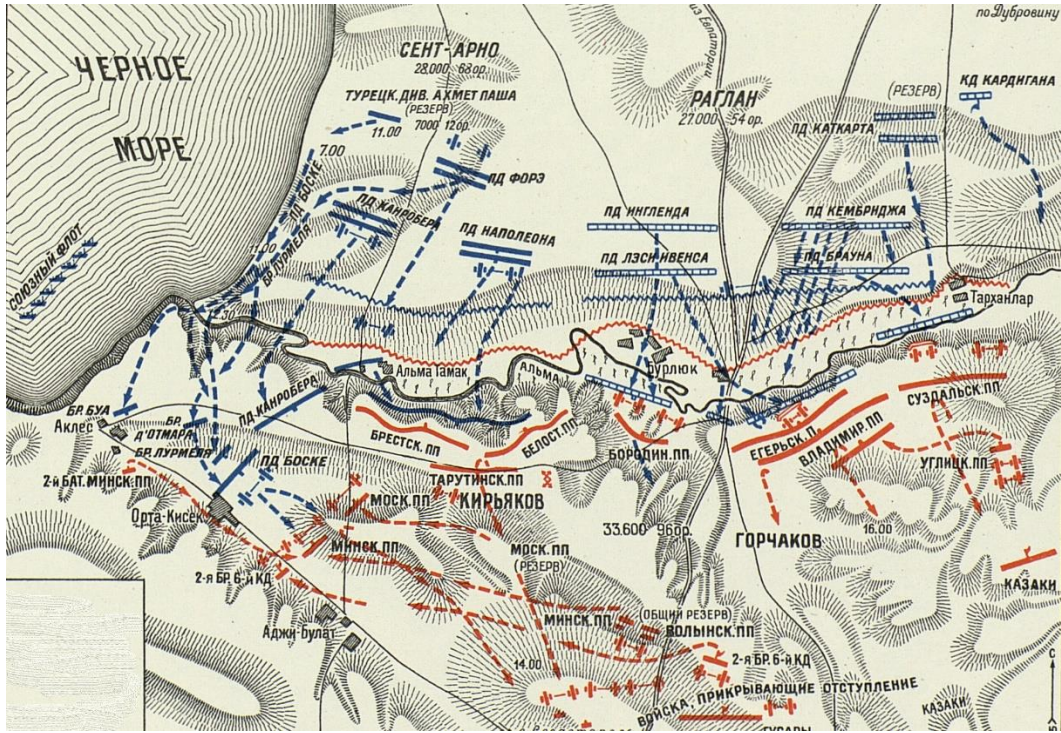 по Дубровину
ЧЕРНОЕ
МОРЕ
СЕНТ-АРНО
28.000 68 ор.
ТУРЕЦК. ДИВ. АХМЕТ ПАША
(РЕЗЕРВ)
7000 12 ор.
11.00
7.00
из Евпатории
РАГЛАН
27.000 54 ор.
(РЕЗЕРВ)
ПД КАТКАРТА
КД КАРДИГАНА
ПД БОСКЕ
ПД ФОРЭ
ПД КАНРОБЕРА
ПД НАПОЛЕОНА
ПД ИНГЛЕНДА
ПД КЕМБРИДЖА
ПД ЛЭСИ ИВЕНСА
ПД БРАУНА
11.00
БР. ЛУРМЕЛЯ
СОЮЗНЫЙ ФЛОТ
Тарханлар
Альма Тамак
АЛЬМА
Бурлюк
ПД КАНРОБЕРА
БР. БУА
Аклес
БР.
Д'ОТМАРА
БР. ЛУРМЕЛЯ
ПД БОСКЕ
2-й БАТ. МИНСК. ПП
Орта-Кисек
БРЕСТСК. ПП
БЕЛОСТ. ПП
ТАРУТИНСК. ПП
КИРЬЯКОВ
БОРОДИН. ПП
ЕГЕРЬСК. П.
ВЛАДИМИР. ПП
СУЗДАЛЬСК. ПП
УГЛИЦК. ПП
МОСК. ПП
МИНСК. ПП
МОСК. ПП
(РЕЗЕРВ)
33.600 96 ор.
ГОРЧАКОВ
16.00
КАЗАКИ
2-я БР. 6-й КД
Аджи-Булат
(ОБЩИЙ РЕЗЕРВ)
МИНСК. ПП
ВОЛЫНСК. ПП
14.00
2-я БР. 6-й КД
ВОЙСКА, ПРИКРЫВАЮЩИЕ ОТСТУПЛЕНИЕ
КАЗАКИ
ГУСАРЫ
С